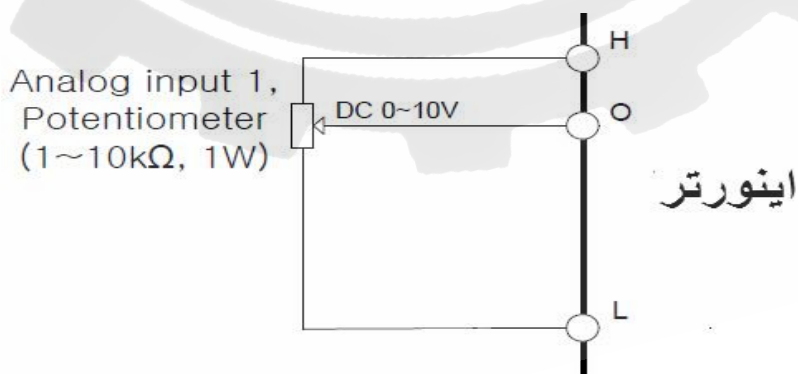 Analog input 1,
Potentiometer
(1~10kΩ, 1W)
DC 0~10V
H
O
L
اینورتر